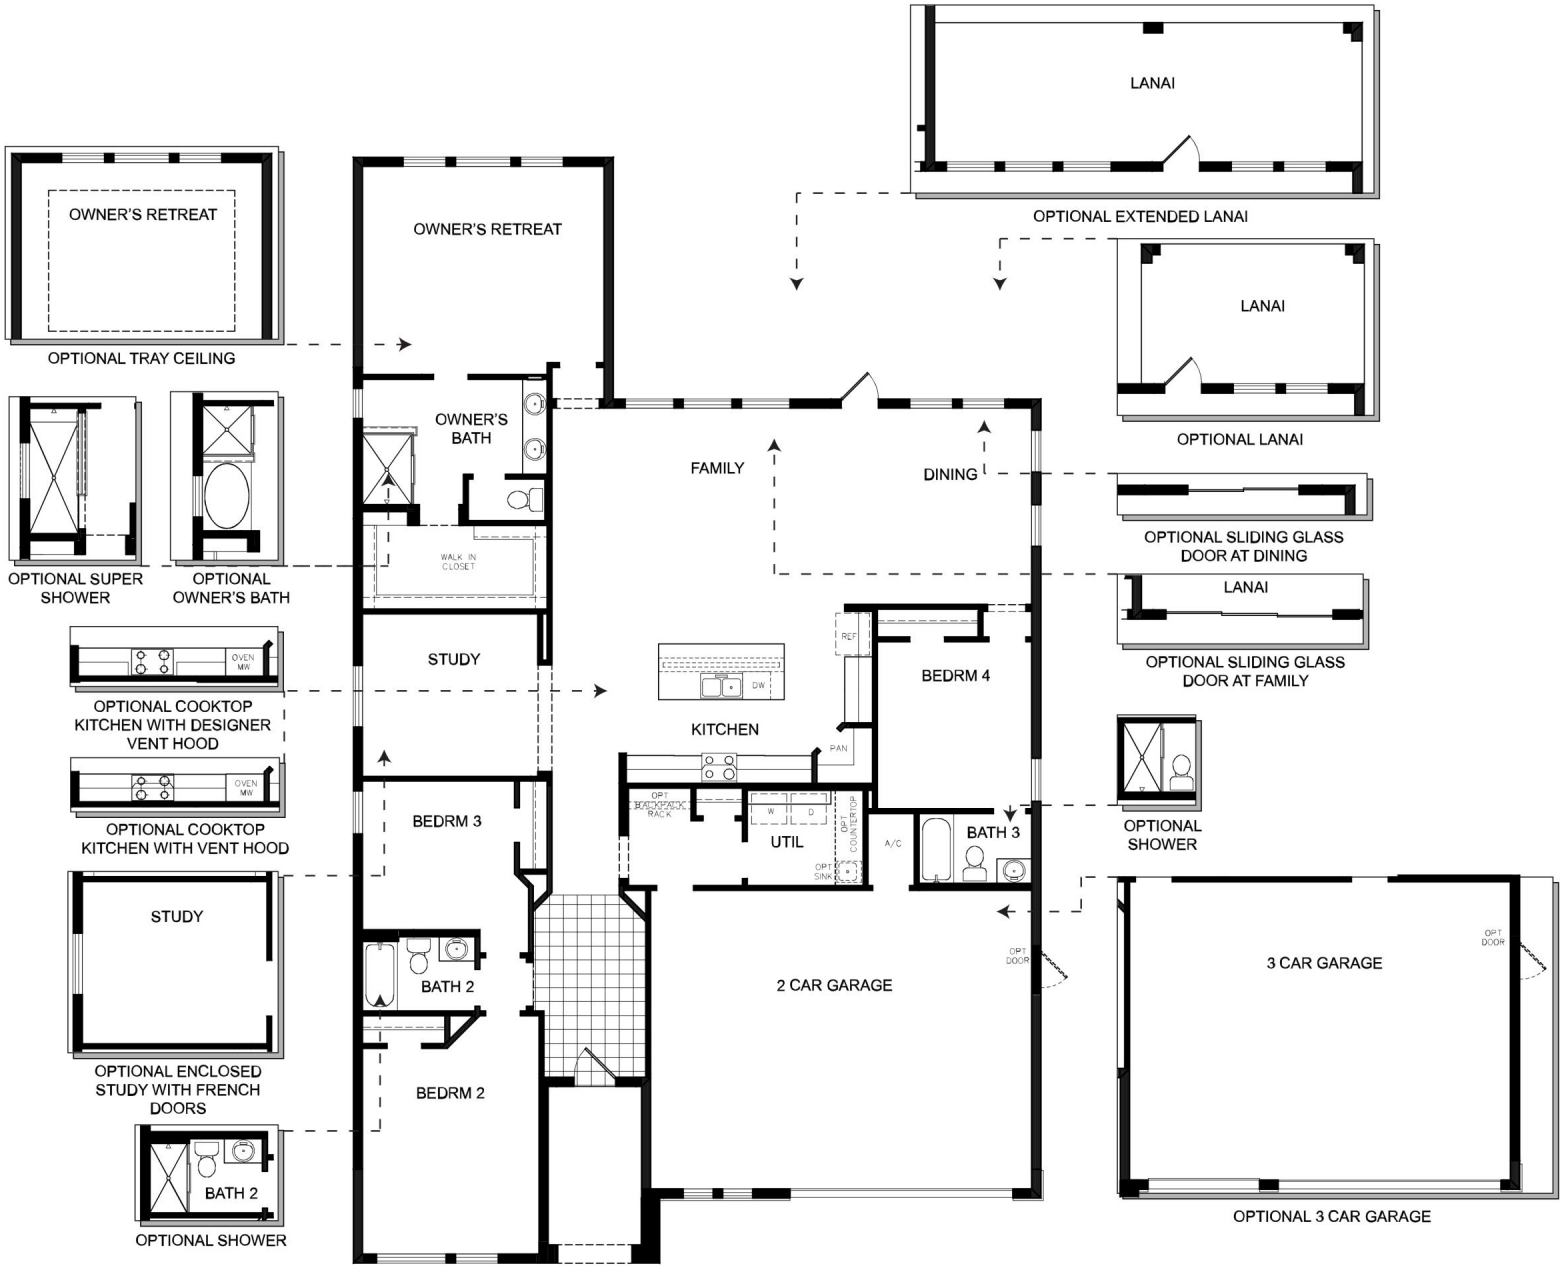 LANAI
OPTIONAL EXTENDED LANAI
OWNER'S RETREAT
OPTIONAL TRAY CEILING
OWNER'S RETREAT
LANAI
OPTIONAL LANAI
OPTIONAL SUPER
SHOWER
OPTIONAL
OWNER'S BATH
OWNER'S
BATH
WALK IN
CLOSET
FAMILY
DINING
OPTIONAL SLIDING GLASS
DOOR AT DINING
LANAI
OPTIONAL SLIDING GLASS
DOOR AT FAMILY
OVEN
MW
OPTIONAL COOKTOP
KITCHEN WITH DESIGNER
VENT HOOD
OVEN
MW
OPTIONAL COOKTOP
KITCHEN WITH VENT HOOD
STUDY
REF
DW
KITCHEN
PAN
BEDRM 4
OPTIONAL
SHOWER
BEDRM 3
OPT
BACKPACK
RACK
W
D
UTIL
OPT
COUNTERTOP
OPT
SINK
A/C
BATH 3
STUDY
OPTIONAL ENCLOSED
STUDY WITH FRENCH
DOORS
BATH 2
2 CAR GARAGE
OPT
DOOR
3 CAR GARAGE
OPT
DOOR
OPTIONAL 3 CAR GARAGE
BEDRM 2
BATH 2
OPTIONAL SHOWER